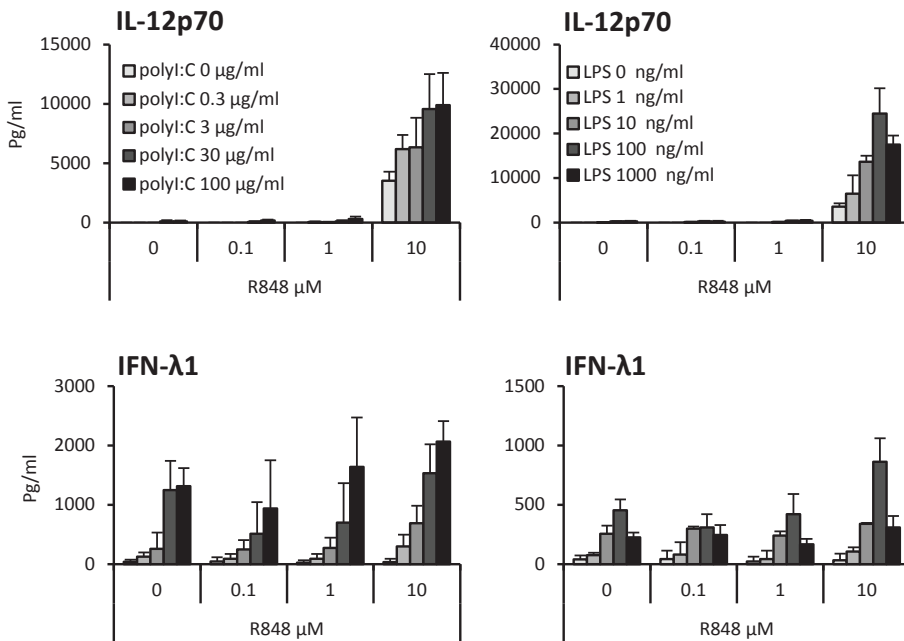 IL-12p70
15000
10000
5000
0
Pg/ml
polyI:C 0 µg/ml
polyI:C 0.3 µg/ml
polyI:C 3 µg/ml
polyI:C 30 µg/ml
polyI:C 100 µg/ml
0 0.1 1 10
R848 µM
IL-12p70
40000
30000
20000
10000
0
LPS 0 ng/ml
LPS 1 ng/ml
LPS 10 ng/ml
LPS 100 ng/ml
LPS 1000 ng/ml
0 0.1 1 10
R848 µM
IFN-λ1
3000
2000
1000
0
Pg/ml
0 0.1 1 10
R848 µM
IFN-λ1
1500
1000
500
0
0 0.1 1 10
R848 µM